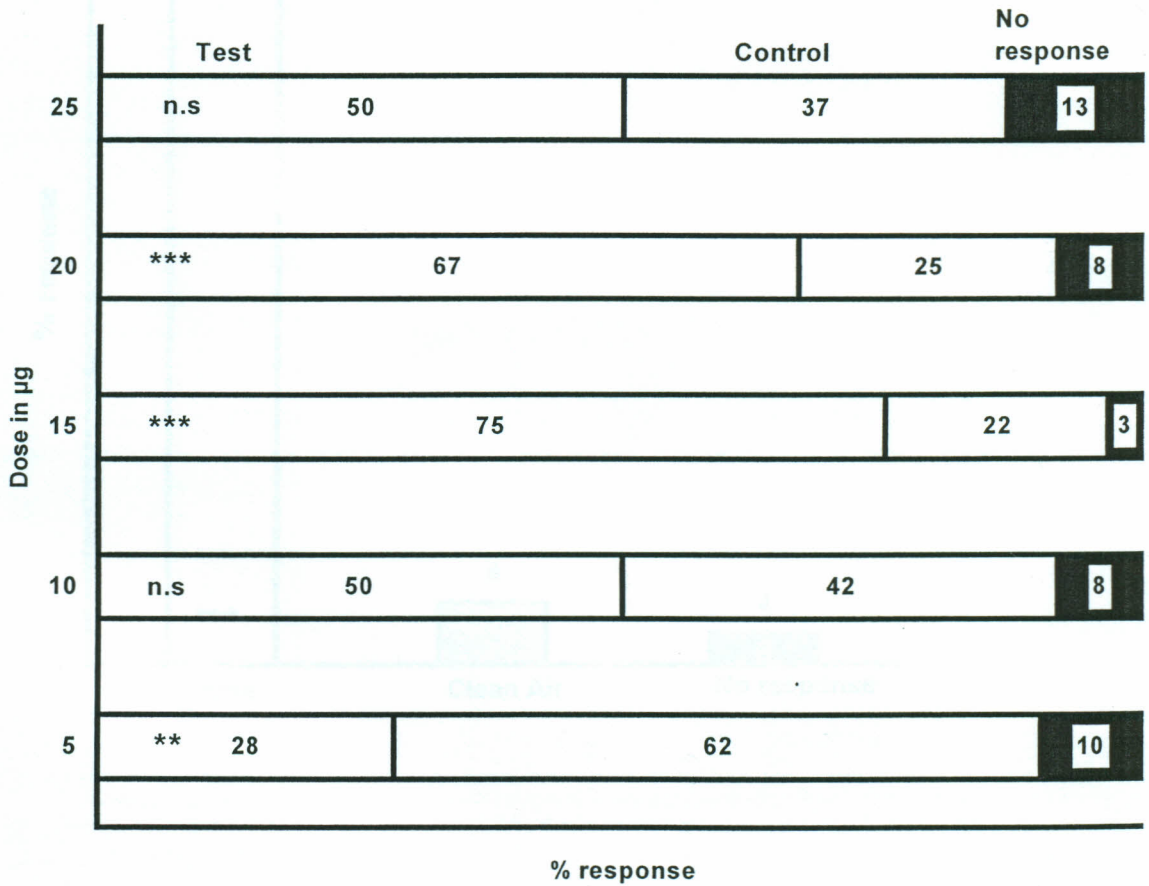 No
Test Control response
25 n.s 50 37 13
20 *** 67 25 8
15 *** 75 22 3
10 n.s 50 42 8
5 ** 28 62 10
Dose in µg
% response